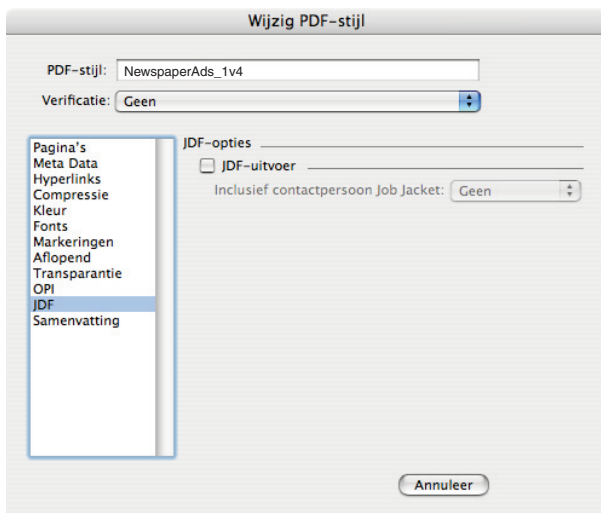 Wijzig PDF-stijl
PDF-stijl: NewspaperAds_1v4
Verificatie: Geen
Pagina's
Meta Data
Hyperlinks
Compressie
Kleur
Fonts
Markeringen
Aflopend
Transparantie
OPI
JDF
Samenvatting
JDF-opties
JDF-uitvoer
Inclusief contactpersoon Job Jacket: Geen
Annuleer